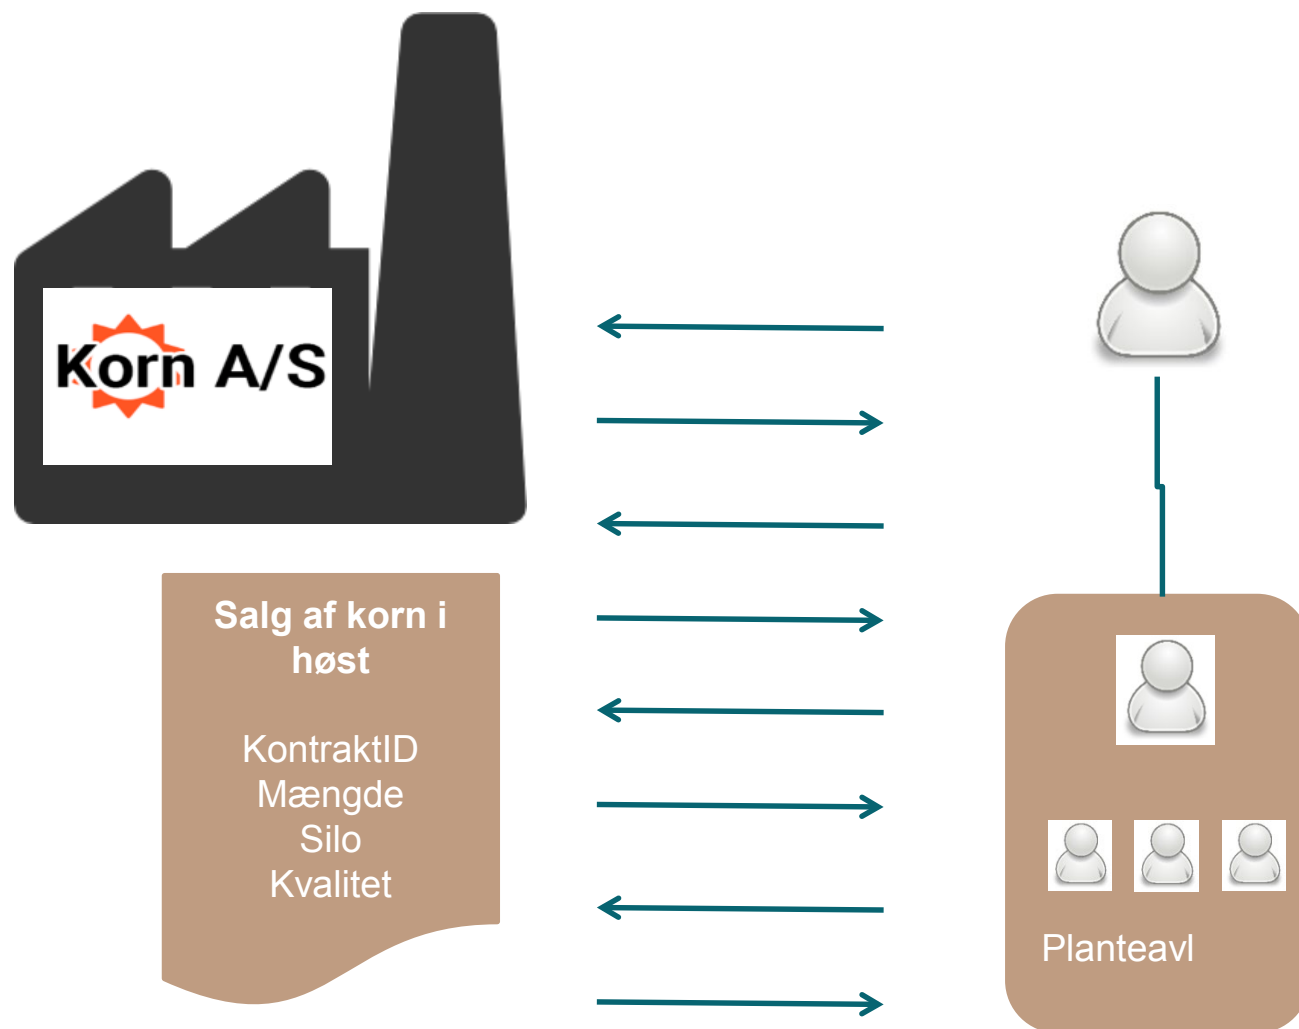 Korn A/S
Salg af korn i
høst
KontraktID
Mængde
Silo
Kvalitet
Planteavl